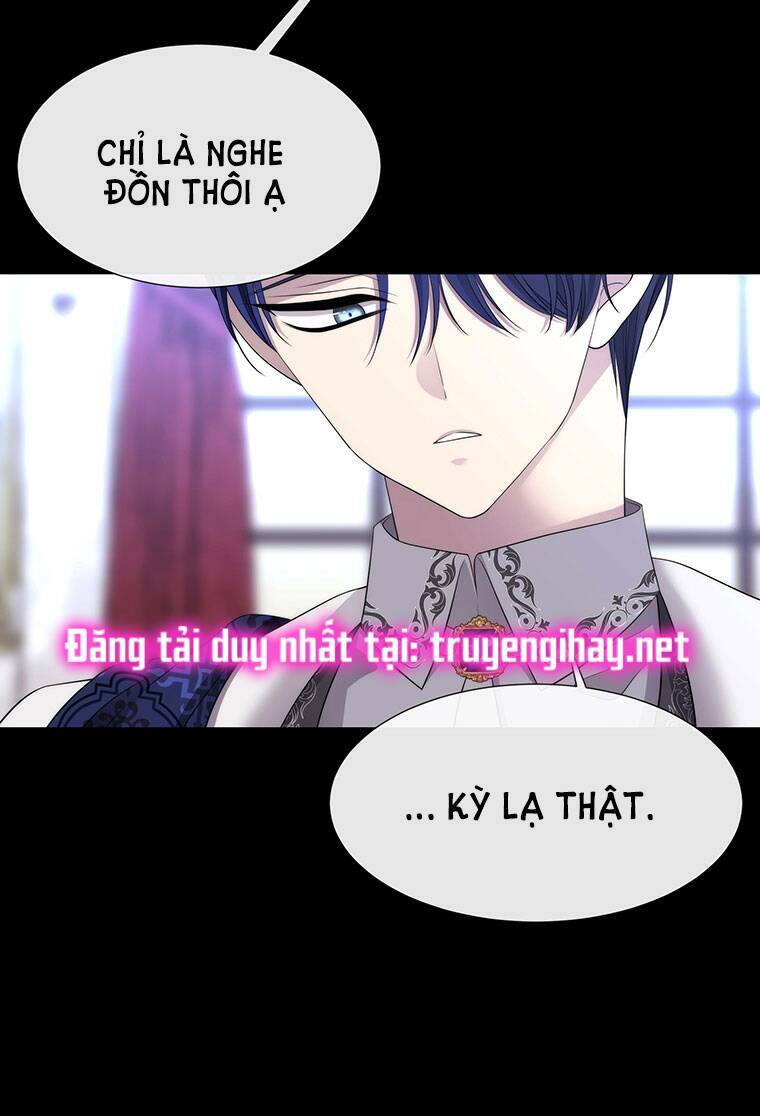 CHỈ LÀ NGHE
ĐỒN THÔI Ạ
Đăng tải duy nhất tại: truyengihay.net
... KỲ LẠ THẬT.